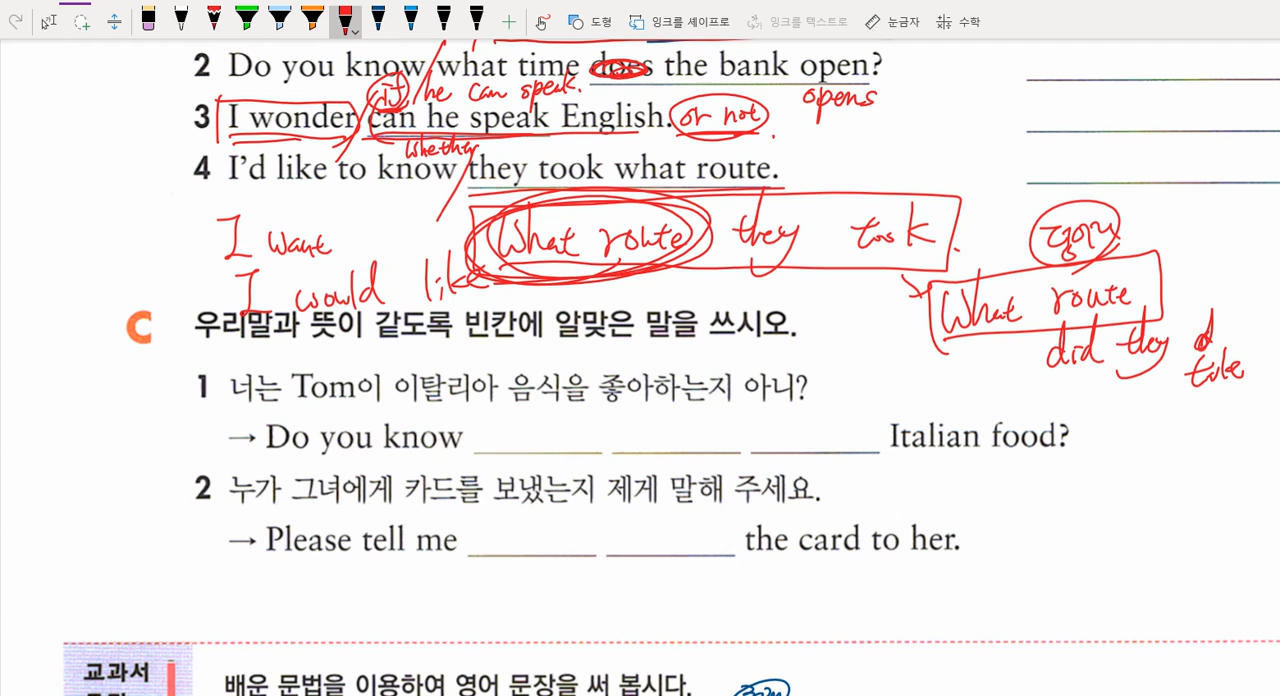 도형 잉크를 셰이프로 잉크를 텍스트로 눈금자 수학
2 Do you know what time does the bank open?
if he can speak.
opens
3 I wonder can he speak English. or not.
whether
4 I'd like to know they took what route.
What route they took.
I want
I would like
What route
did they
take
C 우리말과 뜻이 같도록 빈칸에 알맞은 말을 쓰시오.
1 너는 Tom이 이탈리아 음식을 좋아하는지 아니?
→ Do you know Italian food?
2 누가 그녀에게 카드를 보냈는지 제게 말해 주세요.
→ Please tell me the card to her.
교과서
배운 문법을 이용하여 영어 문장을 써 봅시다.